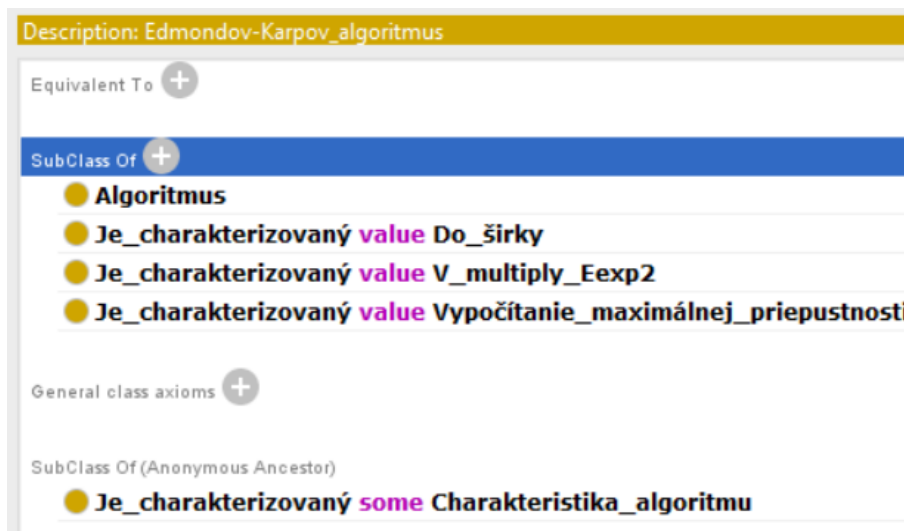 Description: Edmondov-Karpov_algoritmus
Equivalent To
SubClass Of
Algoritmus
Je_charakterizovaný value Do_širky
Je_charakterizovaný value V_multiply_Eexp2
Je_charakterizovaný value Vypočítanie_maximálnej_priepustnosti
General class axioms
SubClass Of (Anonymous Ancestor)
Je_charakterizovaný some Charakteristika_algoritmu